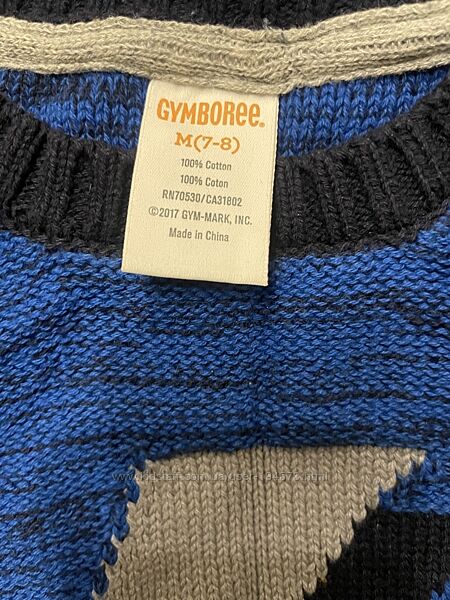 GYMBOREE®
M(7-8)
100% Cotton
100% Coton
RN70530/CA31802
©2017 GYM-MARK, INC.
Made in China